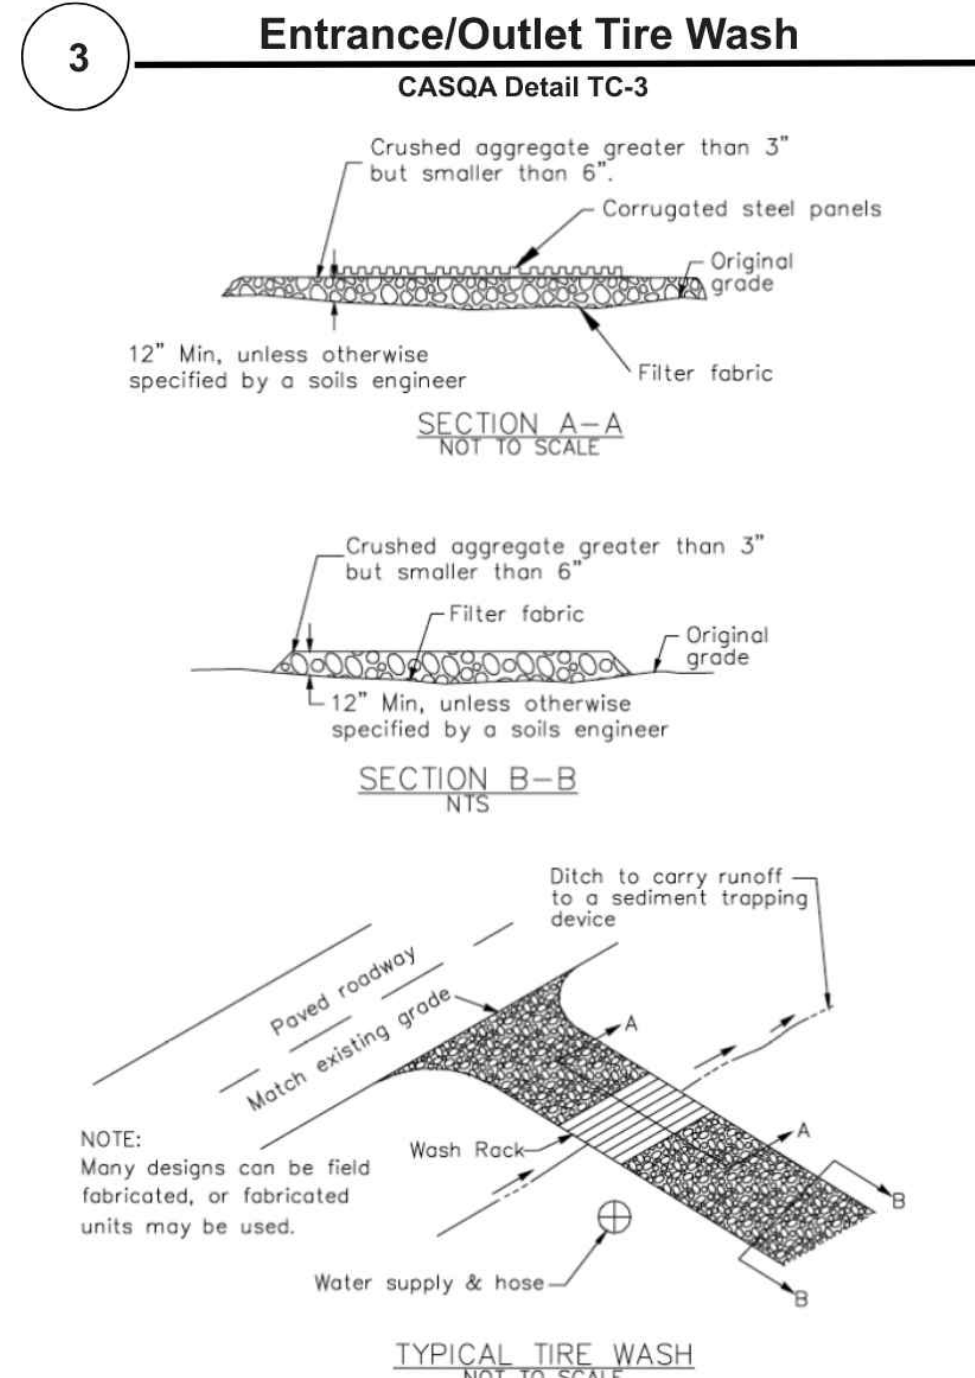 3
Entrance/Outlet Tire Wash
CASQA Detail TC-3
Crushed aggregate greater than 3"
but smaller than 6".
Corrugated steel panels
Original
grade
12" Min, unless otherwise
specified by a soils engineer
Filter fabric
SECTION A-A
NOT TO SCALE
Crushed aggregate greater than 3"
but smaller than 6"
Filter fabric
Original
grade
12" Min, unless otherwise
specified by a soils engineer
SECTION B-B
NTS
Ditch to carry runoff
to a sediment trapping
device
Paved roadway
Match existing grade
A
A
NOTE:
Many designs can be field
fabricated, or fabricated
units may be used.
Wash Rack
B
Water supply & hose
B
TYPICAL TIRE WASH
NOT TO SCALE